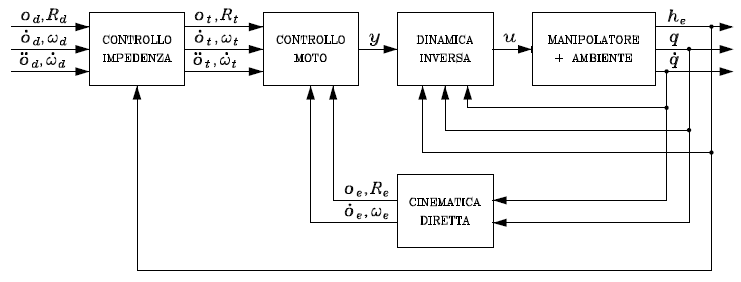 o_d, R_d
ȯ_d, ω_d
ö_d, ω̇_d
CONTROLLO
IMPEDENZA
o_t, R_t
ȯ_t, ω_t
ö_t, ω̇_t
CONTROLLO
MOTO
y
DINAMICA
INVERSA
u
MANIPOLATORE
+ AMBIENTE
h_e
q
q̇
o_e, R_e
ȯ_e, ω_e
CINEMATICA
DIRETTA